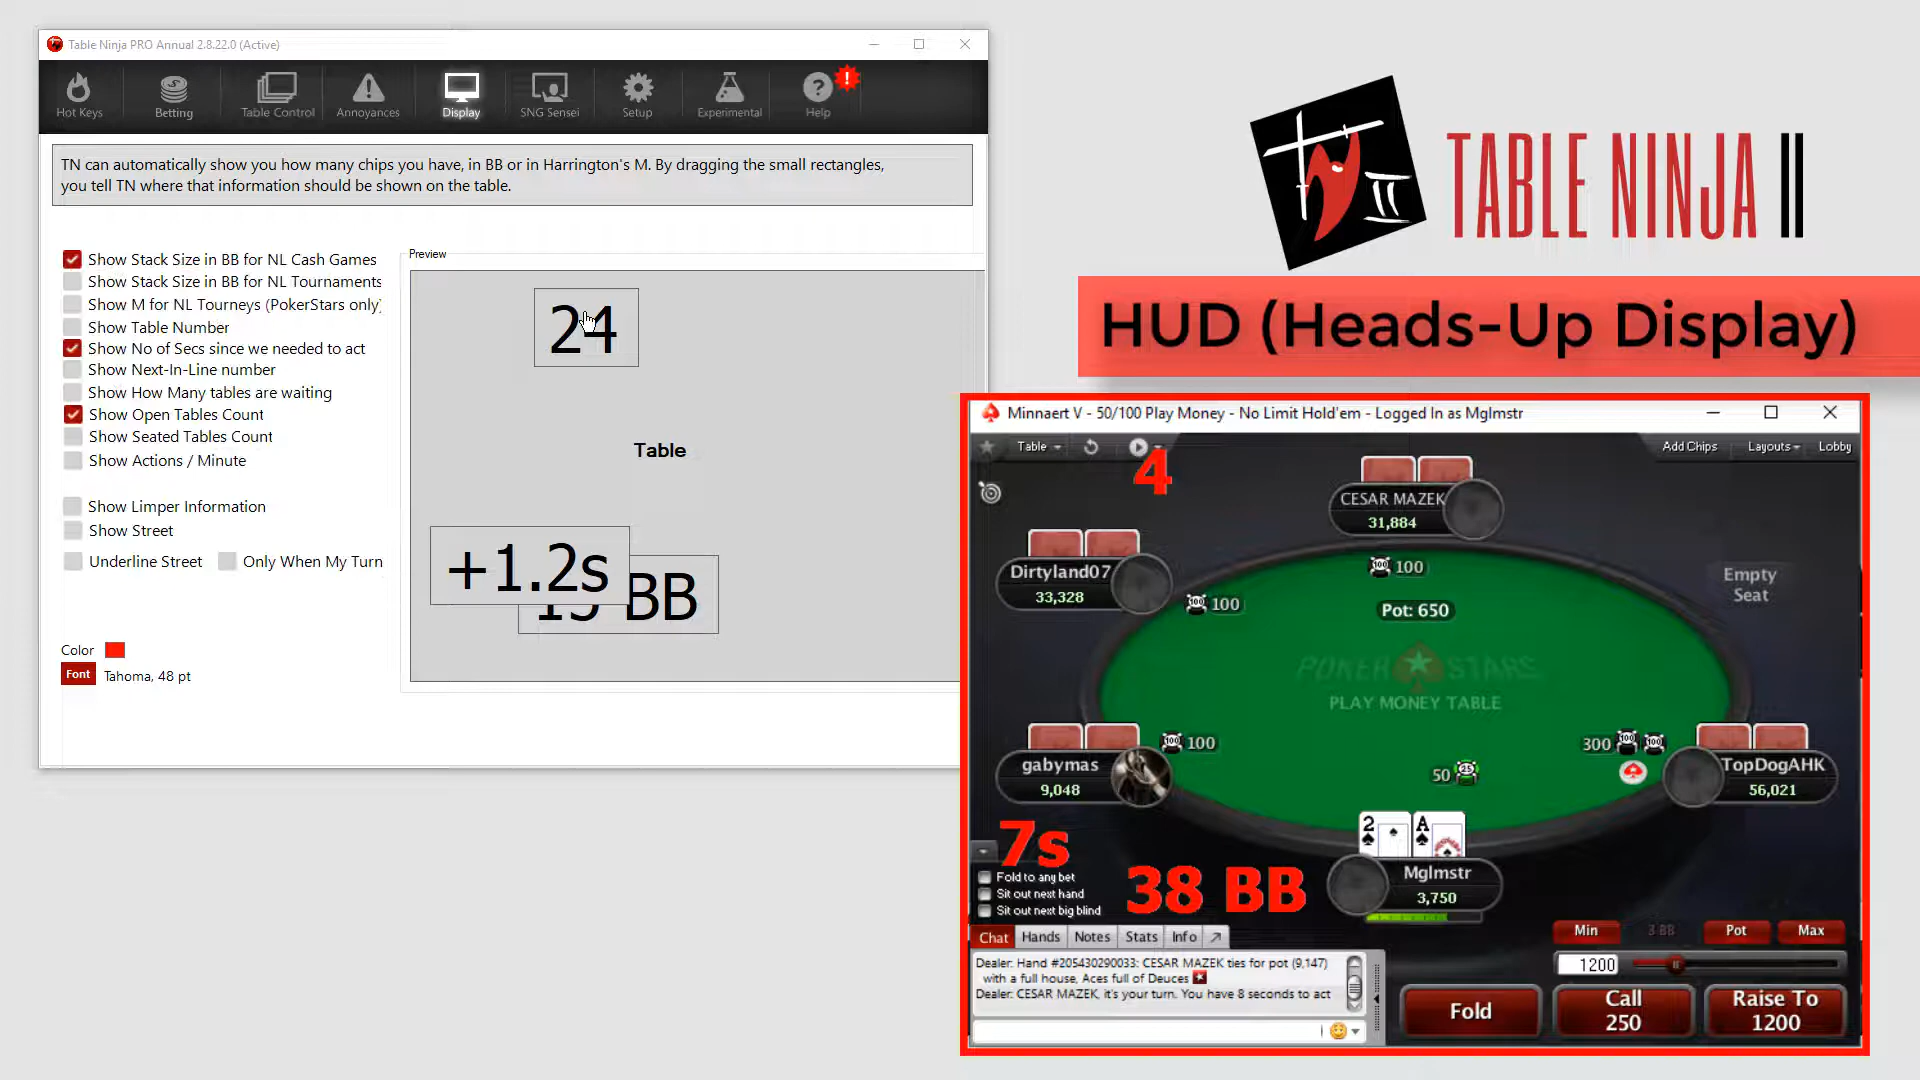 Table Ninja PRO Annual 2.8.22.0 (Active)
Hot Keys
Betting
Table Control
Annoyances
Display
SNG Sensei
Setup
Experimental
Help
!
TN can automatically show you how many chips you have, in BB or in Harrington's M. By dragging the small rectangles,
you tell TN where that information should be shown on the table.
Show Stack Size in BB for NL Cash Games
Show Stack Size in BB for NL Tournaments
Show M for NL Tourneys (PokerStars only)
Show Table Number
Show No of Secs since we needed to act
Show Next-In-Line number
Show How Many tables are waiting
Show Open Tables Count
Show Seated Tables Count
Show Actions / Minute
Show Limper Information
Show Street
Underline Street
Only When My Turn
Color
Font
Tahoma, 48 pt
Preview
24
Table
+1.2s
BB
TABLE NINJA II
HUD (Heads-Up Display)
Minnaert V - 50/100 Play Money - No Limit Hold'em - Logged In as Mglmstr
Table
Add Chips
Layouts
Lobby
4
CESAR MAZEK
31,884
Dirtyland07
33,328
100
100
Empty
Seat
Pot: 650
POKER STARS
PLAY MONEY TABLE
gabymas
9,048
100
300
50
TopDogAHK
56,021
2
A
Mglmstr
3,750
7s
38 BB
Fold to any bet
Sit out next hand
Sit out next big blind
Chat
Hands
Notes
Stats
Info
Dealer: Hand #205430290033: CESAR MAZEK ties for pot (9,147)
with a full house, Aces full of Deuces
Dealer: CESAR MAZEK, it's your turn. You have 8 seconds to act
Min
3 BB
Pot
Max
1200
Fold
Call
250
Raise To
1200